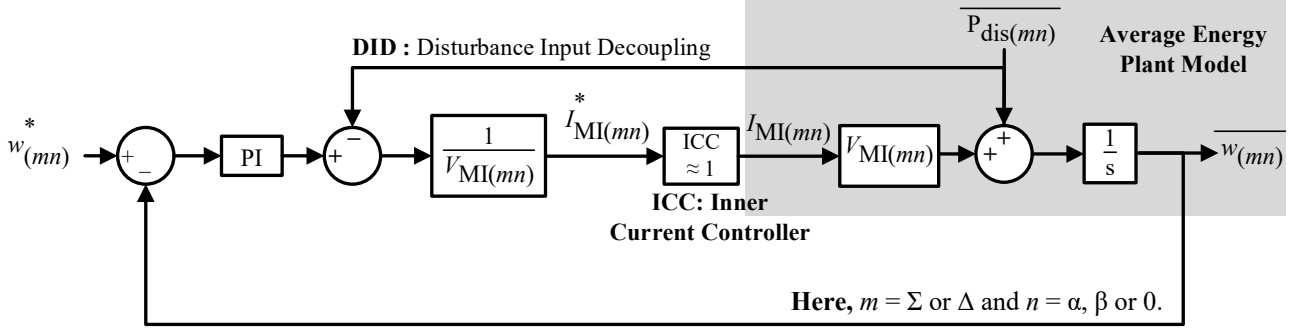 P_dis(mn)
Average Energy
Plant Model
DID : Disturbance Input Decoupling
w*_(mn)
+
−
PI
+
−
1
V_MI(mn)
I*_MI(mn)
ICC
≈ 1
I_MI(mn)
V_MI(mn)
+
+
1
s
w_(mn)
ICC: Inner
Current Controller
Here, m = Σ or Δ and n = α, β or 0.